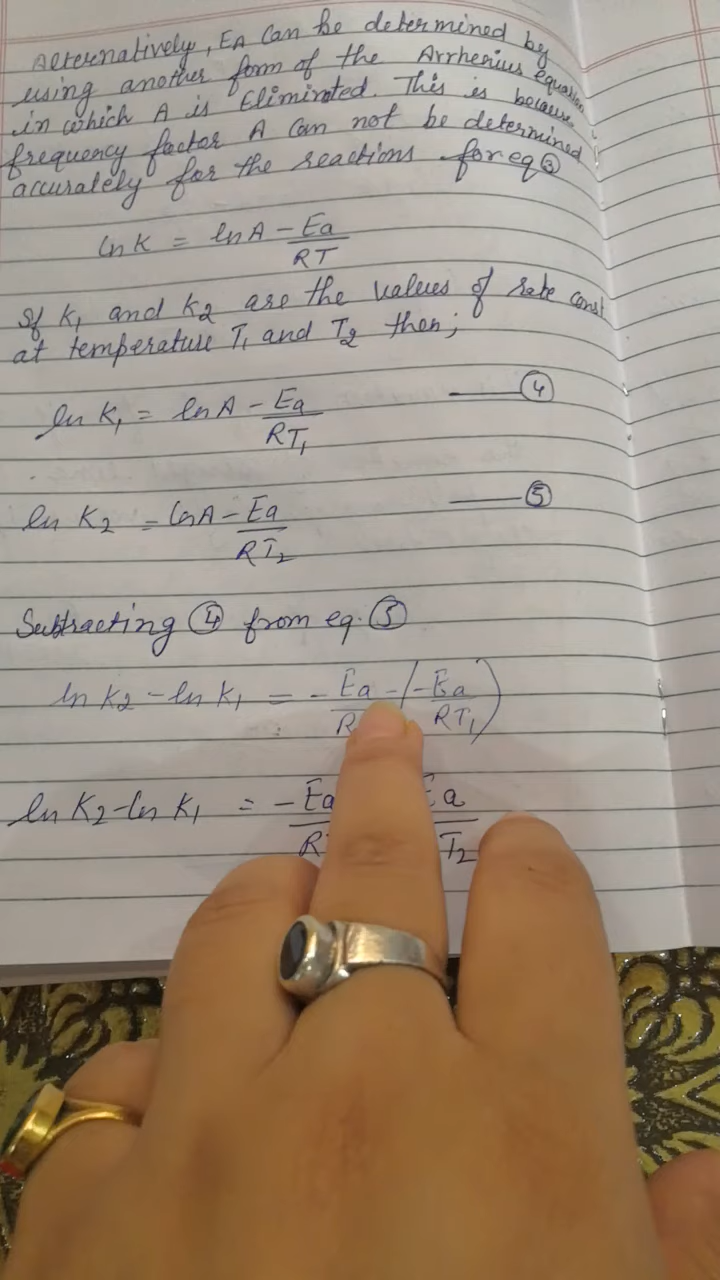 Alternatively, EA can be determined by
using another form of the Arrhenius equation
in which A is Eliminated. This is because
frequency factor A can not be determined
accurately for the reactions for eq ③
ln K = ln A - Ea/RT
If K₁ and K₂ are the values of rate const
at temperature T₁ and T₂ then;
ln K₁ = ln A - Ea/RT₁ ④
ln K₂ = ln A - Ea/RT₂ ⑤
Subtracting ④ from eq. ⑤
ln K₂ - ln K₁ = - Ea/R - (-Ea/RT₁)
ln K₂ - ln K₁ = - Ea/R Ea/T₂